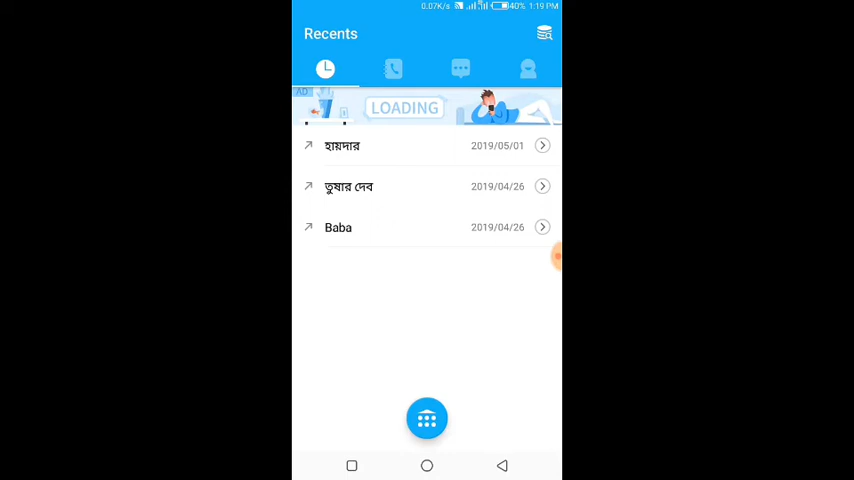 0.07K/s 40% 1:19 PM
Recents
AD
LOADING
হায়দার 2019/05/01
তুষার দেব 2019/04/26
Baba 2019/04/26